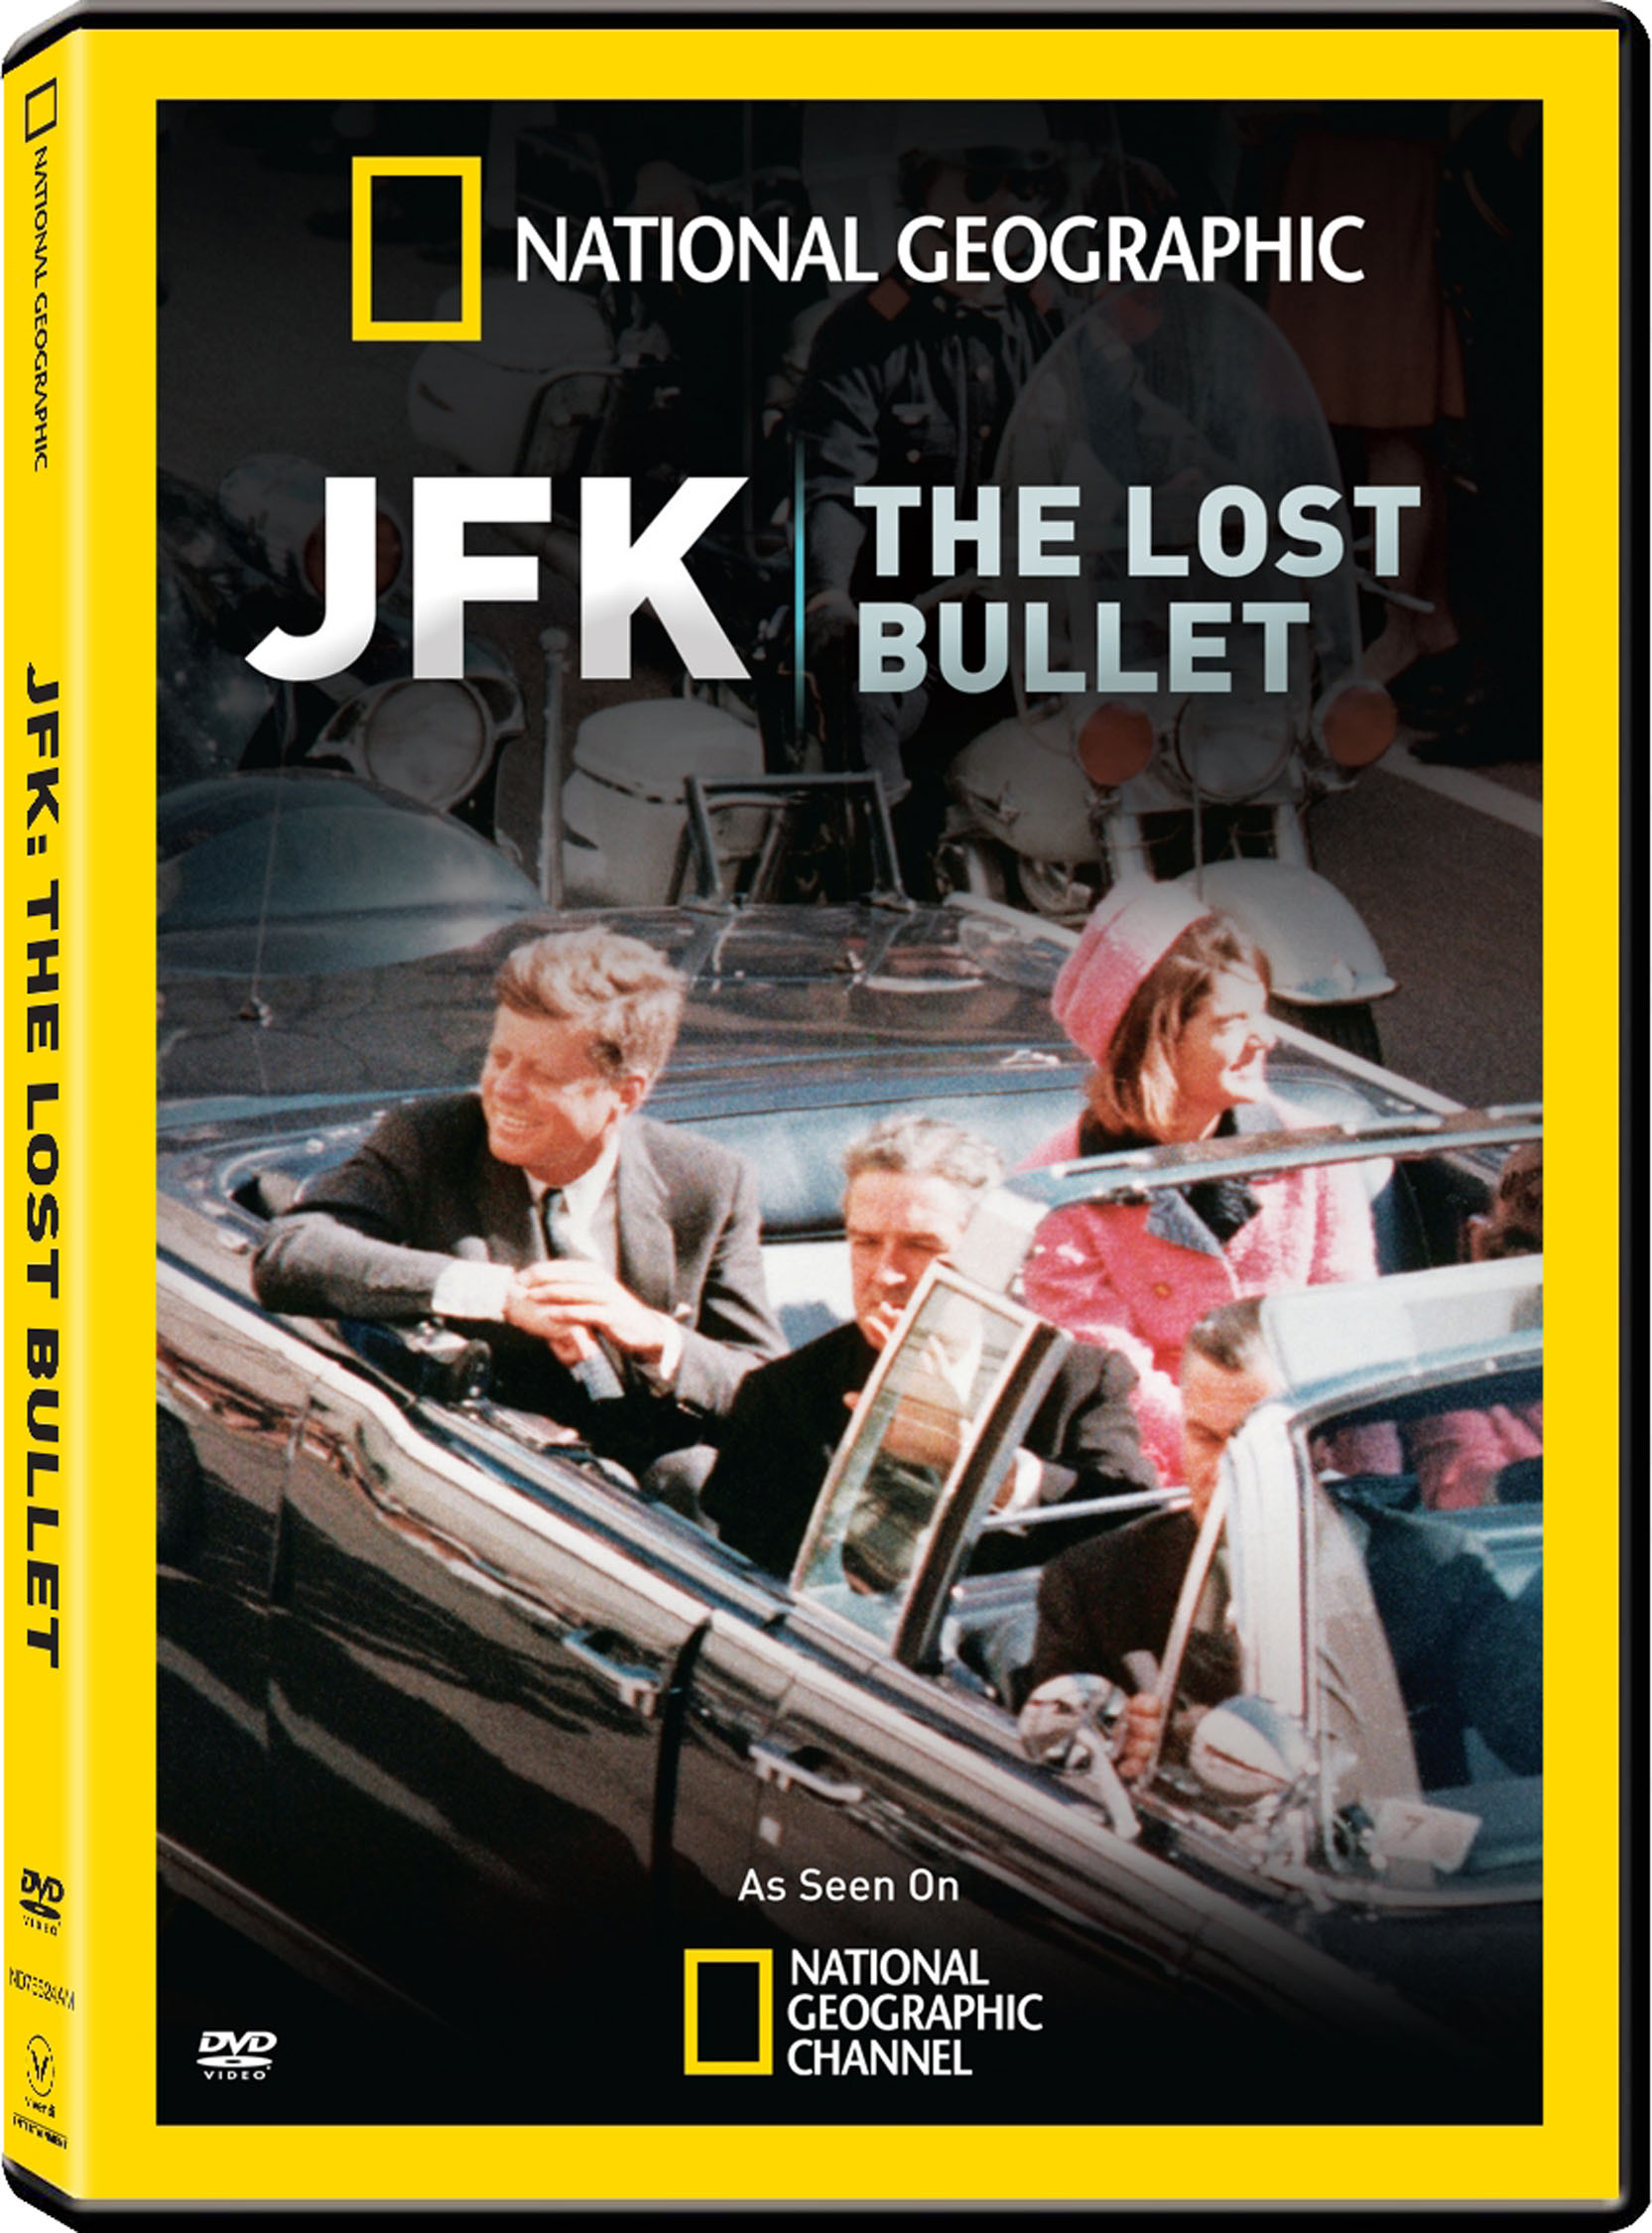 NATIONAL GEOGRAPHIC
JFK
THE LOST
BULLET
As Seen On
NATIONAL
GEOGRAPHIC
CHANNEL
DVD
VIDEO
NATIONAL GEOGRAPHIC
JFK: THE LOST BULLET
DVD
VIDEO